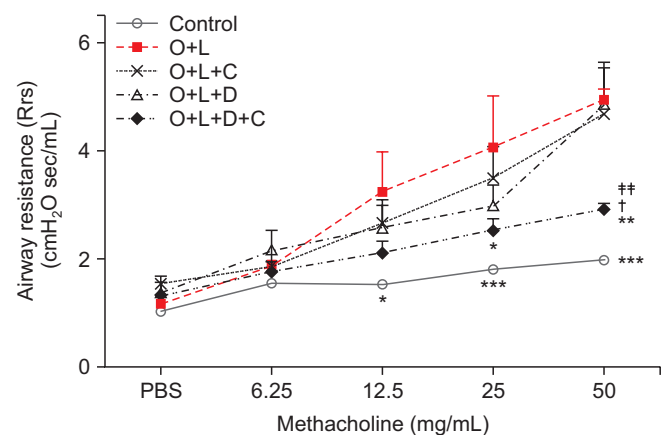 Control
O+L
O+L+C
O+L+D
O+L+D+C
Airway resistance (Rrs)
(cmH₂O sec/mL)
6
4
2
0
‡‡
†
**
*
***
*
***
PBS 6.25 12.5 25 50
Methacholine (mg/mL)